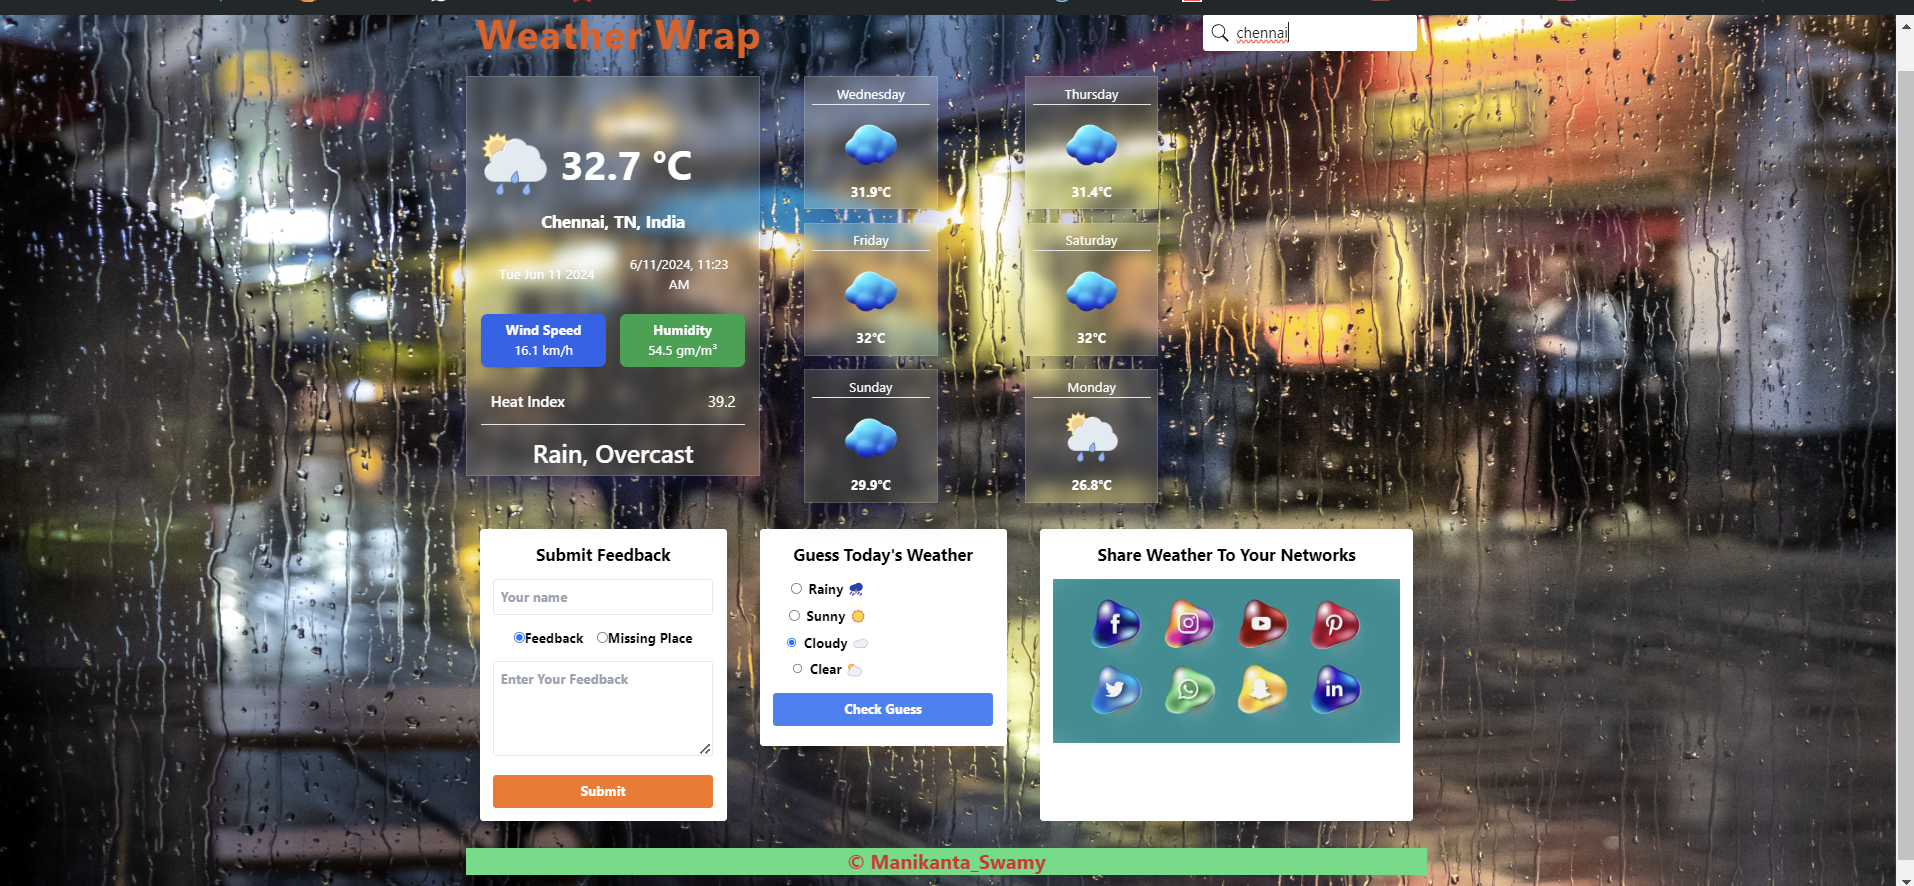 Weather Wrap
chennai
32.7 °C
Chennai, TN, India
Tue Jun 11 2024
6/11/2024, 11:23
AM
Wind Speed
16.1 km/h
Humidity
54.5 gm/m³
Heat Index
39.2
Rain, Overcast
Wednesday
31.9°C
Thursday
31.4°C
Friday
32°C
Saturday
32°C
Sunday
29.9°C
Monday
26.8°C
Submit Feedback
Your name
Feedback
Missing Place
Enter Your Feedback
Submit
Guess Today's Weather
Rainy
Sunny
Cloudy
Clear
Check Guess
Share Weather To Your Networks
© Manikanta_Swamy